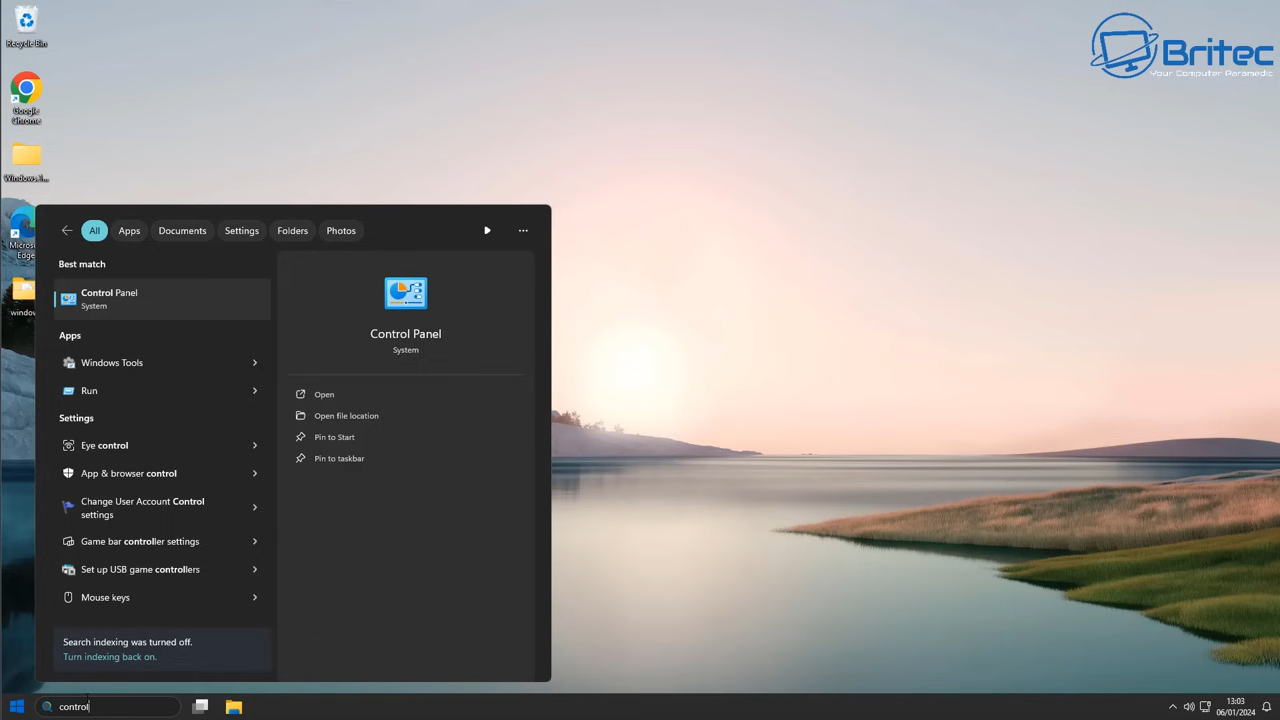 Recycle Bin
Google
Chrome
Windows.1...
Britec
Your Computer Paramedic
All
Apps
Documents
Settings
Folders
Photos
Best match
Control Panel
System
Apps
Windows Tools
Run
Settings
Eye control
App & browser control
Change User Account Control
settings
Game bar controller settings
Set up USB game controllers
Mouse keys
Search indexing was turned off.
Turn indexing back on.
Control Panel
System
Open
Open file location
Pin to Start
Pin to taskbar
control
13:03
06/01/2024